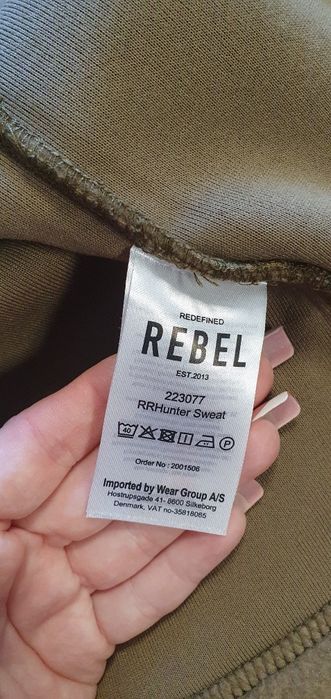 REDEFINED
REBEL
EST.2013
223077
RRHunter Sweat
40
P
Order No : 2001506
Imported by Wear Group A/S
Hostrupsgade 41- 8600 Silkeborg
Denmark, VAT no-35818085